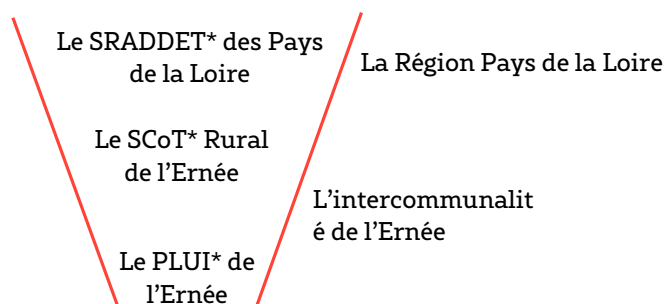 Le SRADDET* des Pays
de la Loire
La Région Pays de la Loire
Le SCoT* Rural
de l’Ernée
L’intercommunalit
é de l’Ernée
Le PLUI* de
l’Ernée